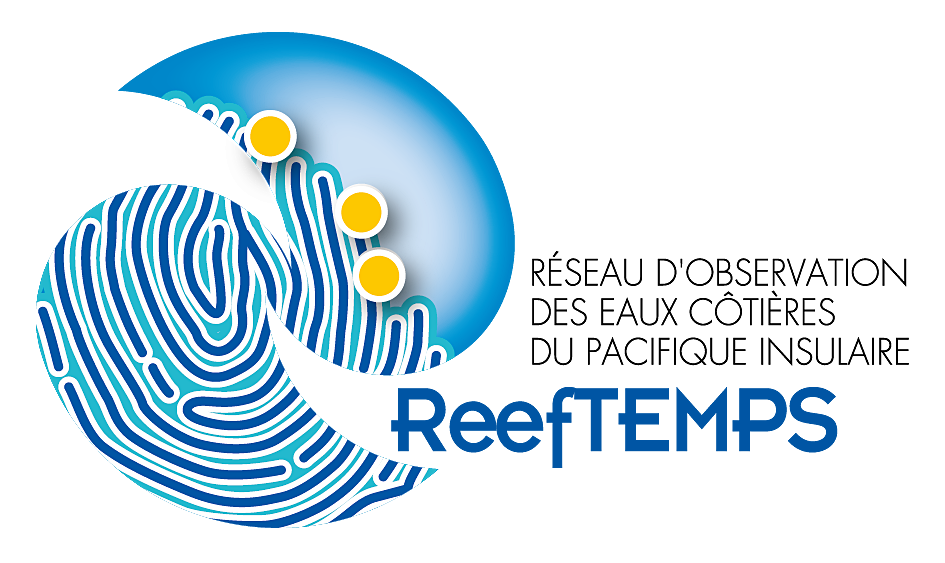 RÉSEAU D'OBSERVATION
DES EAUX CÔTIÈRES
DU PACIFIQUE INSULAIRE
ReefTEMPS